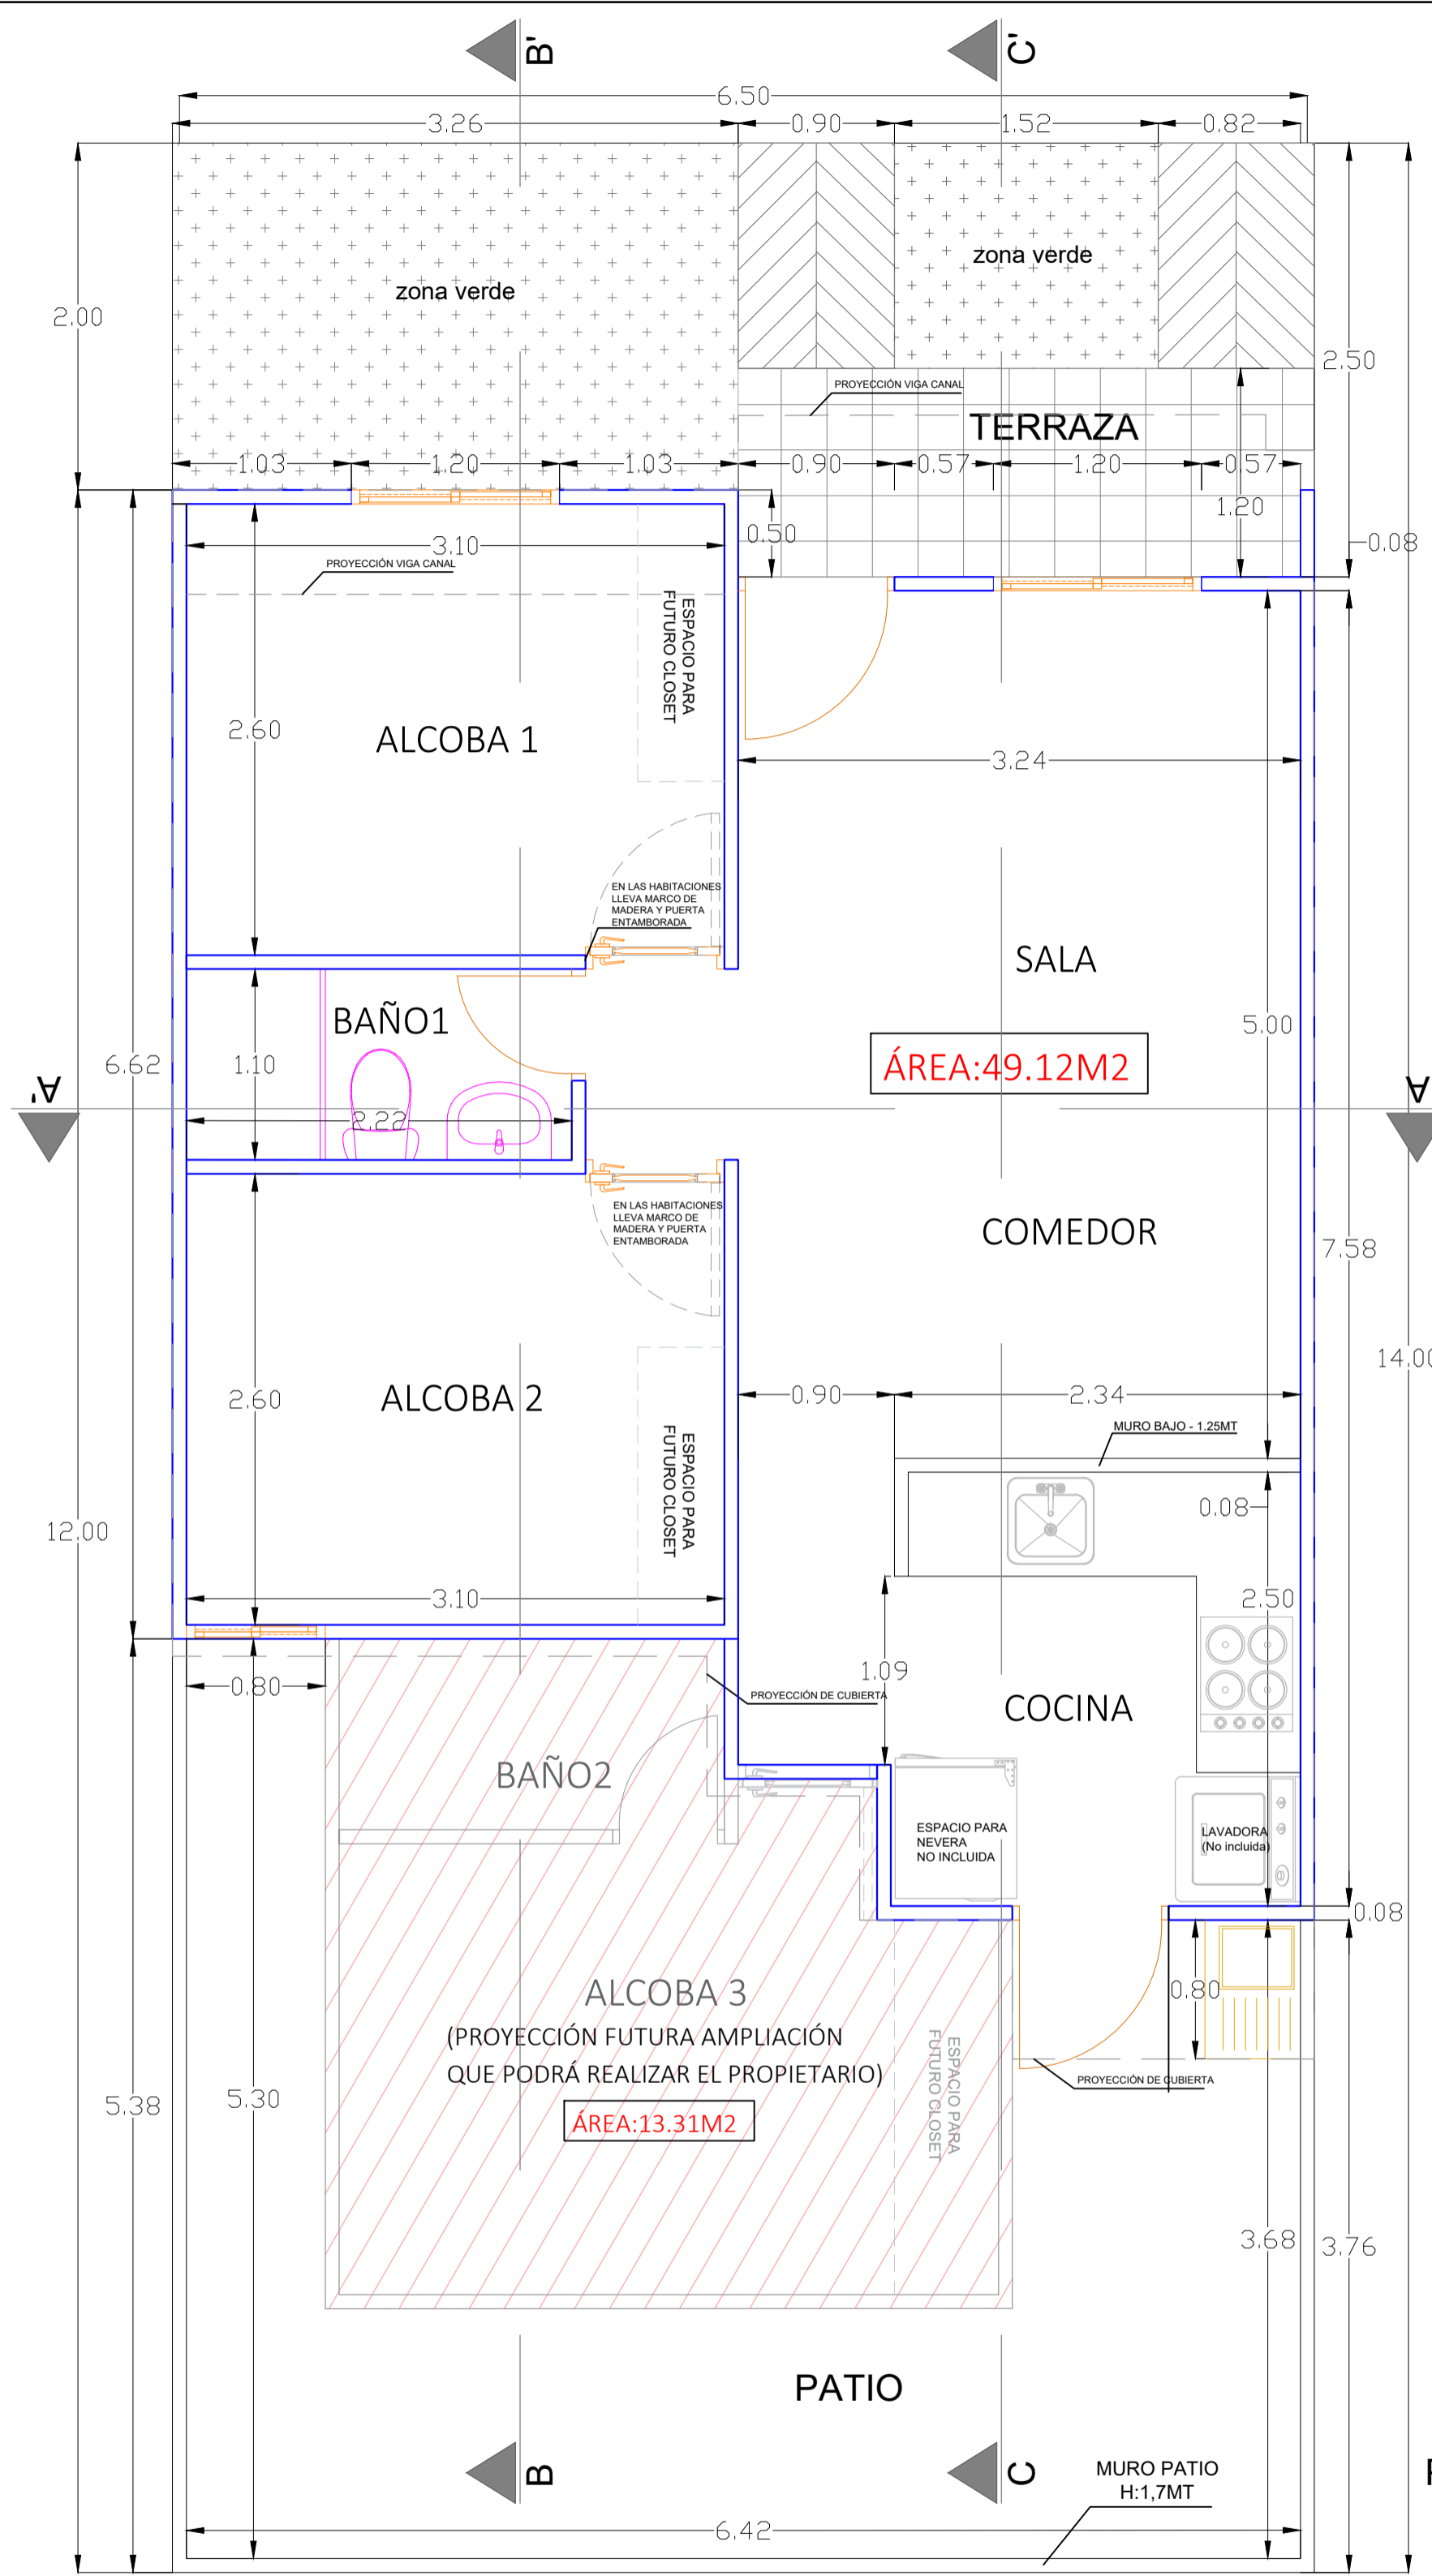 B'
C'
6.50
3.26
0.90
1.52
0.82
zona verde
zona verde
2.00
2.50
PROYECCIÓN VIGA CANAL
TERRAZA
1.03
1.20
1.03
0.90
0.57
1.20
0.57
1.20
0.50
0.08
3.10
PROYECCIÓN VIGA CANAL
ESPACIO PARA
FUTURO CLOSET
2.60
ALCOBA 1
3.24
EN LAS HABITACIONES
LLEVA MARCO DE
MADERA Y PUERTA
ENTAMBORADA
SALA
BAÑO1
5.00
6.62
1.10
ÁREA:49.12M2
A'
A
2.22
EN LAS HABITACIONES
LLEVA MARCO DE
MADERA Y PUERTA
ENTAMBORADA
COMEDOR
7.58
14.00
2.60
ALCOBA 2
0.90
2.34
MURO BAJO - 1.25MT
ESPACIO PARA
FUTURO CLOSET
0.08
12.00
3.10
2.50
0.80
1.09
PROYECCIÓN DE CUBIERTA
COCINA
BAÑO2
ESPACIO PARA
NEVERA
NO INCLUIDA
LAVADORA
(No incluida)
0.08
0.80
ALCOBA 3
(PROYECCIÓN FUTURA AMPLIACIÓN
QUE PODRÁ REALIZAR EL PROPIETARIO)
ESPACIO PARA
FUTURO CLOSET
PROYECCIÓN DE CUBIERTA
5.38
5.30
ÁREA:13.31M2
3.68
3.76
PATIO
B
C
MURO PATIO
H:1,7MT
6.42